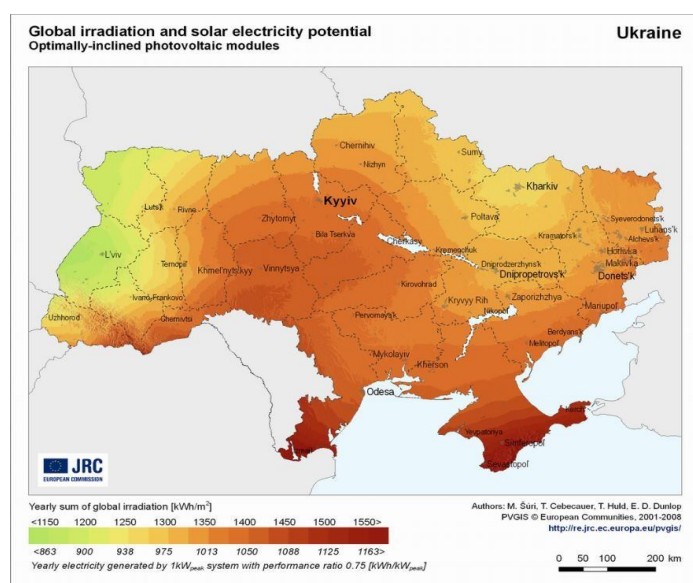 Global irradiation and solar electricity potential
Optimally-inclined photovoltaic modules
Ukraine
Chernihiv
Nizhyn
Sumy
Kharkiv
Kyyiv
Luts'k
Rivne
Zhytomyr
Bila Tserkva
Poltava
Cherkasy
Kremenchuk
L'viv
Ternopil'
Khmel'nyts'kyy
Vinnytsya
Kramators'k
Syeverodonets'k
Luhans'k
Alchevs'k
Horlivka
Makiivka
Donets'k
Dniprodzerzhyns'k
Dnipropetrovs'k
Kirovohrad
Ivano-Frankovo
Uzhhorod
Chernivtsi
Kryvyy Rih
Zaporizhzhya
Nikopol'
Mariupol'
Pervomays'k
Berdyans'k
Melitopol'
Mykolayiv
Kherson
Odesa
Kerch
Yevpatoriya
Simferopol'
Sevastopol'
Izmayil
JRC
EUROPEAN COMMISSION
Yearly sum of global irradiation [kWh/m²]
<1150 1200 1250 1300 1350 1400 1450 1500 1550>
<863 900 938 975 1013 1050 1088 1125 1163>
Yearly electricity generated by 1kWpeak system with performance ratio 0.75 [kWh/kWpeak]
Authors: M. Šúri, T. Cebecauer, T. Huld, E. D. Dunlop
PVGIS © European Communities, 2001-2008
http://re.jrc.ec.europa.eu/pvgis/
0 50 100 200 km